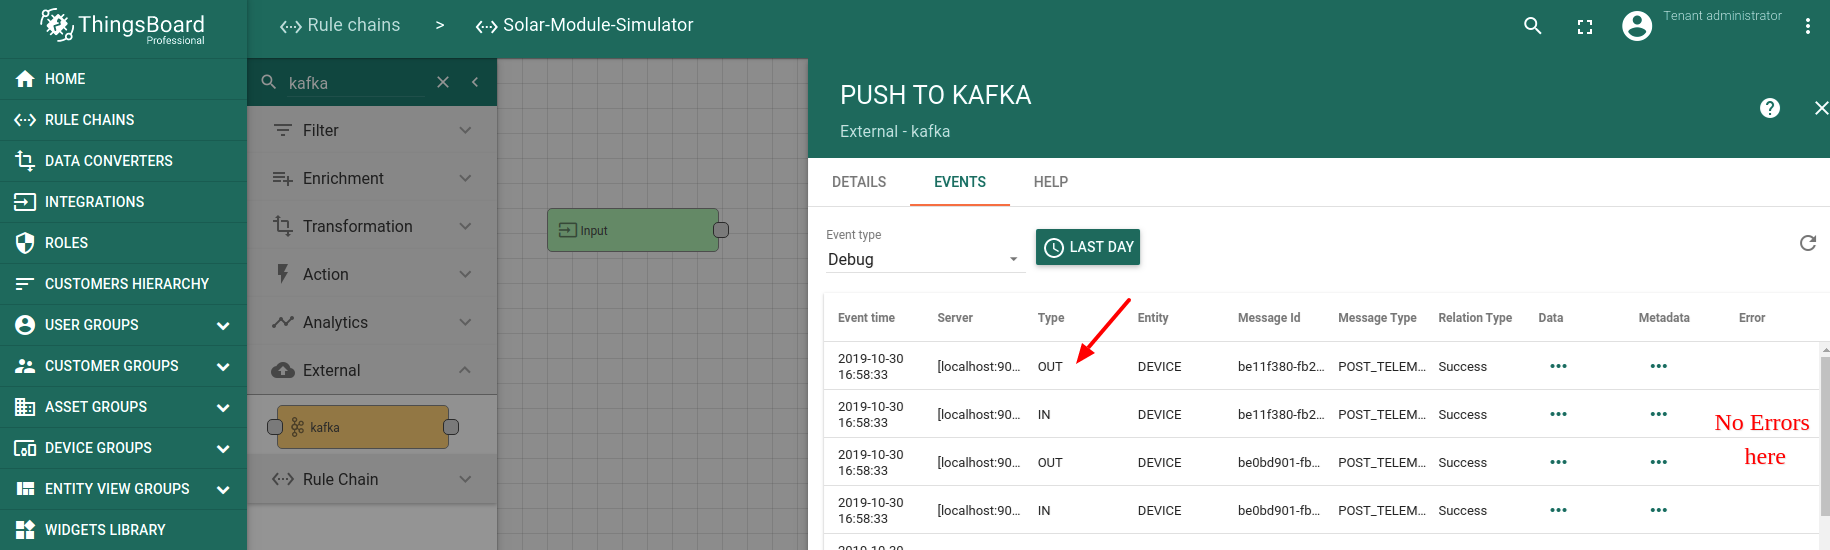 ThingsBoard
Professional
Rule chains > Solar-Module-Simulator
Tenant administrator
HOME
RULE CHAINS
DATA CONVERTERS
INTEGRATIONS
ROLES
CUSTOMERS HIERARCHY
USER GROUPS
CUSTOMER GROUPS
ASSET GROUPS
DEVICE GROUPS
ENTITY VIEW GROUPS
WIDGETS LIBRARY
kafka
Filter
Enrichment
Transformation
Action
Analytics
External
kafka
Rule Chain
Input
PUSH TO KAFKA
External - kafka
DETAILS EVENTS HELP
Event type
Debug
LAST DAY
Event time Server Type Entity Message Id Message Type Relation Type Data Metadata Error
2019-10-30
16:58:33 [localhost:90... OUT DEVICE be11f380-fb2... POST_TELEM... Success ••• •••
2019-10-30
16:58:33 [localhost:90... IN DEVICE be11f380-fb2... POST_TELEM... Success ••• •••
2019-10-30
16:58:33 [localhost:90... OUT DEVICE be0bd901-fb... POST_TELEM... Success ••• •••
2019-10-30
16:58:33 [localhost:90... IN DEVICE be0bd901-fb... POST_TELEM... Success ••• •••
No Errors
here